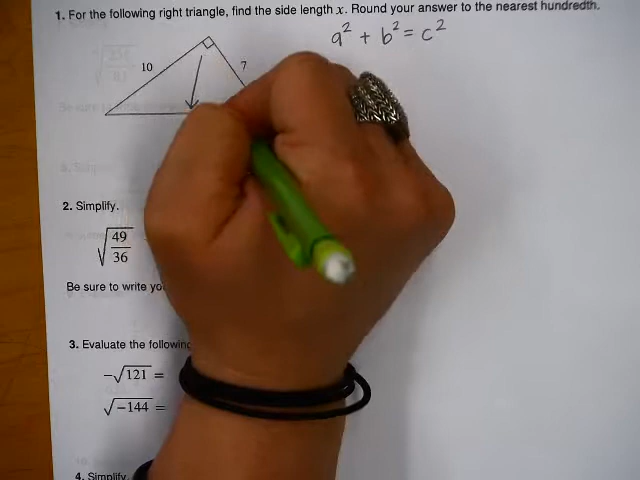 1. For the following right triangle, find the side length x. Round your answer to the nearest hundredth.
a² + b² = c²
10
7
2. Simplify.
√49/36
Be sure to write yo
3. Evaluate the following
-√121 =
√-144 =
4. Simplify